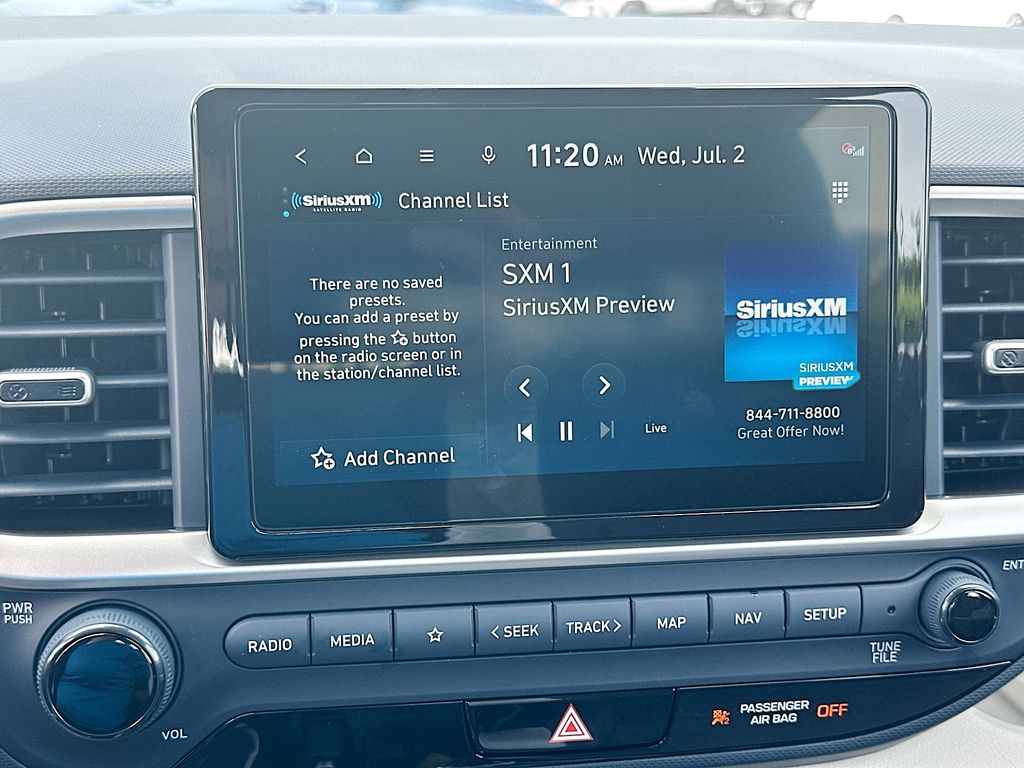 11:20 AM Wed, Jul. 2
SiriusXM
SATELLITE RADIO
Channel List
There are no saved
presets.
You can add a preset by
pressing the button
on the radio screen or in
the station/channel list.
Add Channel
Entertainment
SXM 1
SiriusXM Preview
Live
SiriusXM
SIRIUSXM
PREVIEW
844-711-8800
Great Offer Now!
PWR
PUSH
VOL
RADIO
MEDIA
< SEEK
TRACK >
MAP
NAV
SETUP
ENT
TUNE
FILE
PASSENGER
AIR BAG
OFF